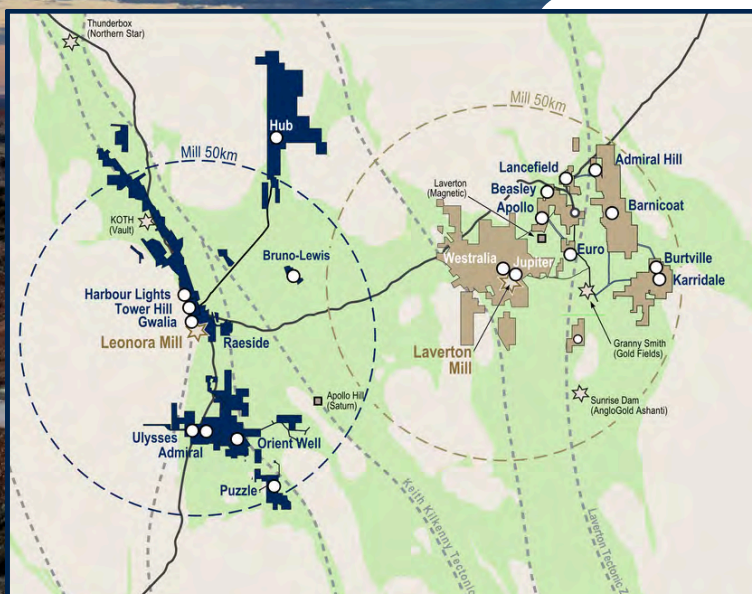 Thunderbox
(Northern Star)
Mill 50km
Hub
Mill 50km
Lancefield
Admiral Hill
Laverton
(Magnetic)
Beasley
Apollo
Barnicoat
KOTH
(Vault)
Bruno-Lewis
Westralia
Jupiter
Euro
Burtville
Karridale
Harbour Lights
Tower Hill
Gwalia
Leonora Mill
Raeside
Laverton
Mill
Granny Smith
(Gold Fields)
Apollo Hill
(Saturn)
Sunrise Dam
(AngloGold Ashanti)
Ulysses
Admiral
Orient Well
Puzzle
Keith Kilkenny Tectonic
Laverton Tectonic Z